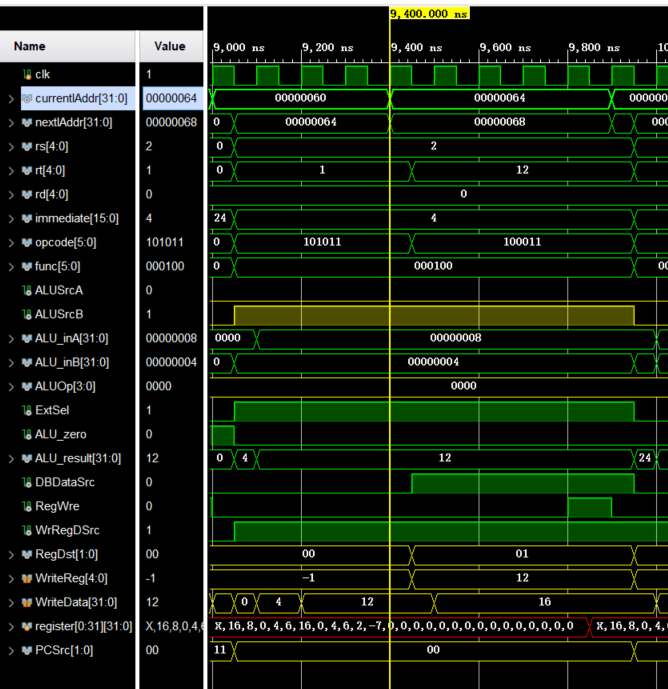 9,400.000 ns
Name Value 9,000 ns 9,200 ns 9,400 ns 9,600 ns 9,800 ns 10
clk 1
currentIAddr[31:0] 00000064 00000060 00000064 000000
nextIAddr[31:0] 00000068 0 00000064 00000068 000
rs[4:0] 2 0 2
rt[4:0] 1 0 1 12
rd[4:0] 0 0
immediate[15:0] 4 24 4
opcode[5:0] 101011 0 101011 100011
func[5:0] 000100 0 000100 00
ALUSrcA 0
ALUSrcB 1
ALU_inA[31:0] 00000008 0000 00000008
ALU_inB[31:0] 00000004 0 00000004
ALUOp[3:0] 0000 0000
ExtSel 1
ALU_zero 0
ALU_result[31:0] 12 0 4 12 24
DBDataSrc 0
RegWre 0
WrRegDSrc 1
RegDst[1:0] 00 00 01
WriteReg[4:0] -1 -1 12
WriteData[31:0] 12 0 4 12 16
register[0:31][31:0] X,16,8,0,4,6 X,16,8,0,4,6,16,0,4,6,2,-7,0,0,0,0,0,0,0,0,0,0,0,0,0,0 X,16,8,0,4,
PCSrc[1:0] 00 11 00